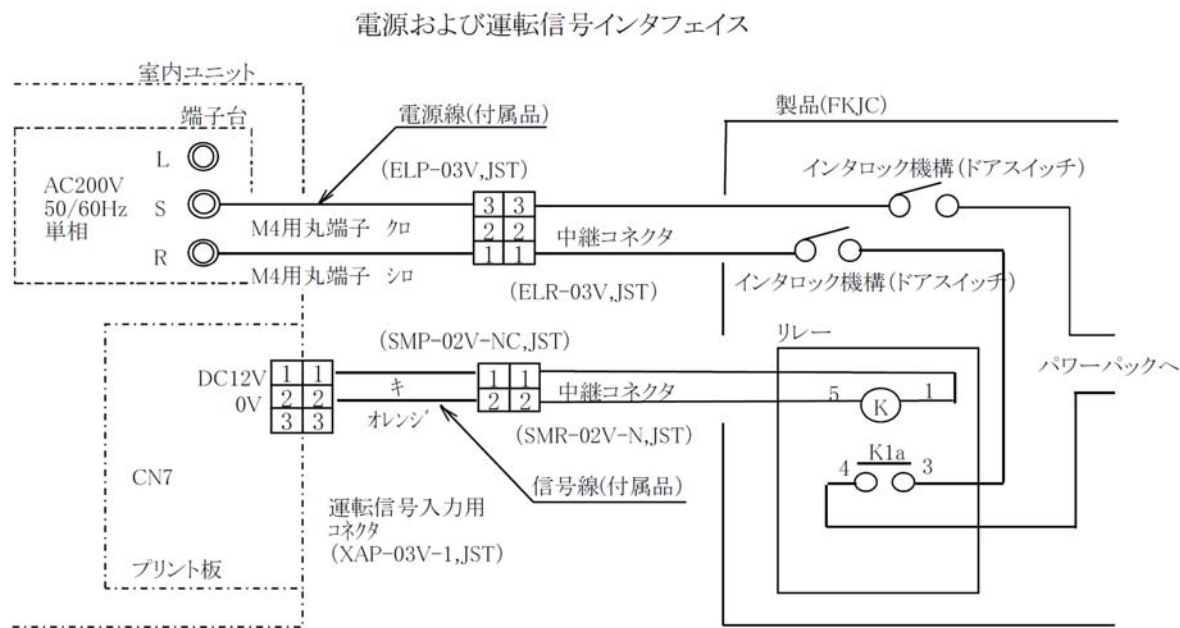 電源および運転信号インタフェイス
室内ユニット
端子台
L
AC200V
50/60Hz
単相
S
R
電源線(付属品)
(ELP-03V,JST)
M4用丸端子 クロ
M4用丸端子 シロ
3 3
2 2
1 1
中継コネクタ
(ELR-03V,JST)
製品(FKJC)
インタロック機構(ドアスイッチ)
インタロック機構(ドアスイッチ)
リレー
パワーパックへ
(SMP-02V-NC,JST)
DC12V
0V
1 1
2 2
3 3
キ
オレンジ
1 1
2 2
中継コネクタ
(SMR-02V-N,JST)
5
K
1
K1a
4
3
CN7
信号線(付属品)
運転信号入力用
コネクタ
(XAP-03V-1,JST)
プリント板